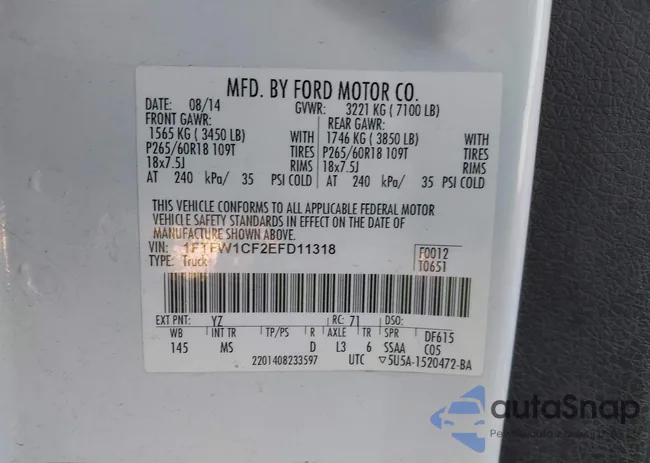 MFD. BY FORD MOTOR CO.
DATE: 08/14 GVWR: 3221 KG ( 7100 LB)
FRONT GAWR: REAR GAWR:
1565 KG ( 3450 LB) WITH 1746 KG ( 3850 LB) WITH
P265/60R18 109T TIRES P265/60R18 109T TIRES
18x7.5J RIMS 18x7.5J RIMS
AT 240 kPa/ 35 PSI COLD AT 240 kPa/ 35 PSI COLD
THIS VEHICLE CONFORMS TO ALL APPLICABLE FEDERAL MOTOR
VEHICLE SAFETY STANDARDS IN EFFECT ON THE DATE OF
MANUFACTURE SHOWN ABOVE.
VIN: 1FTFW1CF2EFD11318 F0012
TYPE: Truck T0651
EXT PNT: YZ RC: 71 DSO:
WB INT TR TP/PS R AXLE TR SPR DF615
145 MS D L3 6 SSAA C05
2201408233597 UTC ▽5U5A-1520472-BA
autoSnap